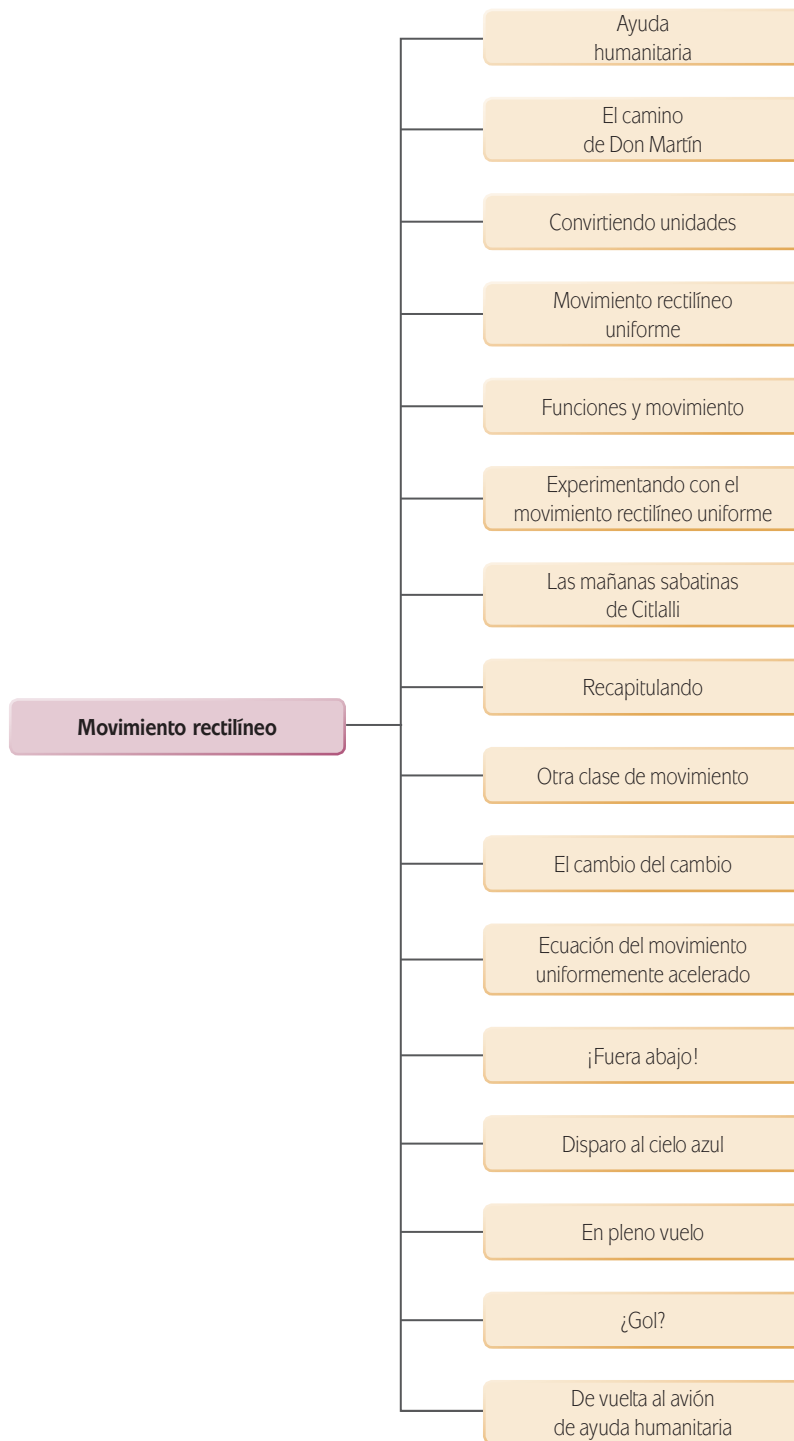 Ayuda
humanitaria
El camino
de Don Martín
Convirtiendo unidades
Movimiento rectilíneo
uniforme
Funciones y movimiento
Experimentando con el
movimiento rectilíneo uniforme
Las mañanas sabatinas
de Citlalli
Recapitulando
Movimiento rectilíneo
Otra clase de movimiento
El cambio del cambio
Ecuación del movimiento
uniformemente acelerado
¡Fuera abajo!
Disparo al cielo azul
En pleno vuelo
¿Gol?
De vuelta al avión
de ayuda humanitaria